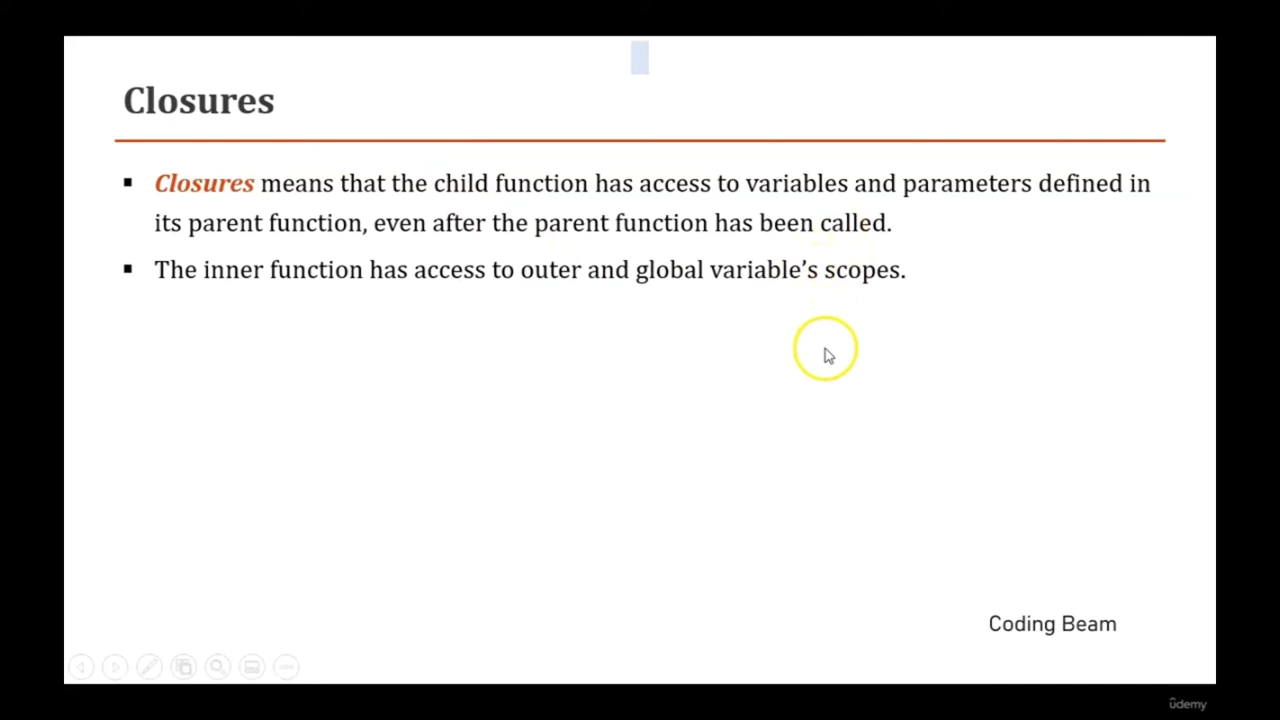 Closures
▪ Closures means that the child function has access to variables and parameters defined in
its parent function, even after the parent function has been called.
▪ The inner function has access to outer and global variable’s scopes.
Coding Beam
ûdemy